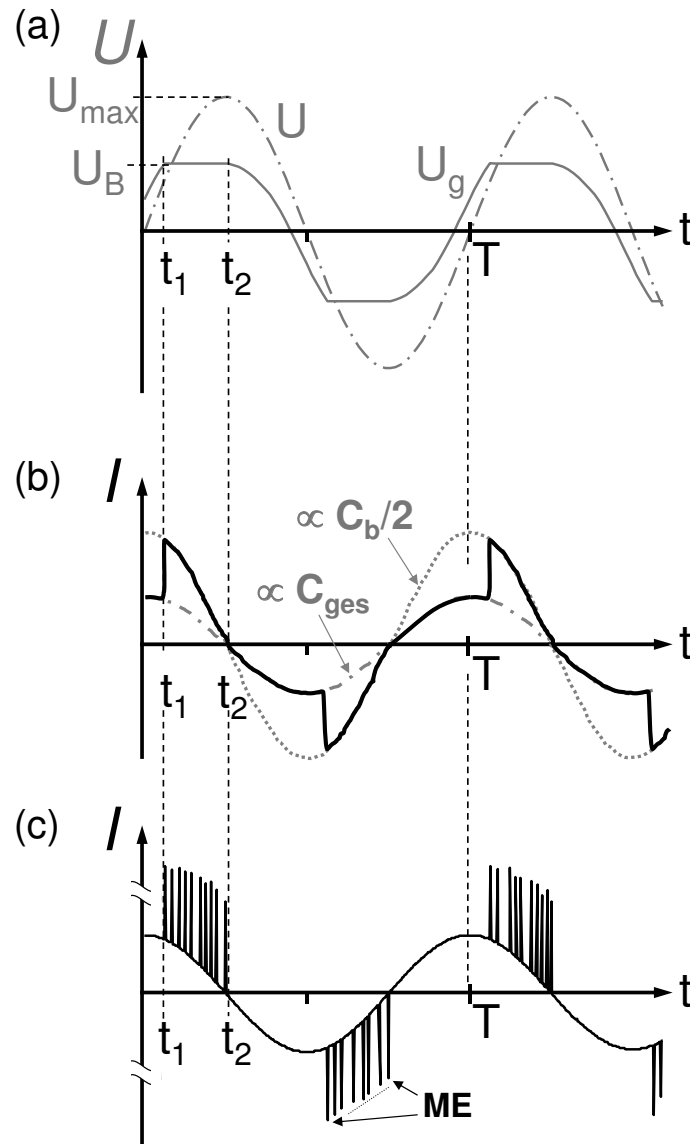 (a)
U
U_max
U
U_B
U_g
t
t_1 t_2 T
(b)
I
∝ C_b/2
∝ C_ges
t
t_1 t_2 T
(c)
I
t
t_1 t_2 T
ME